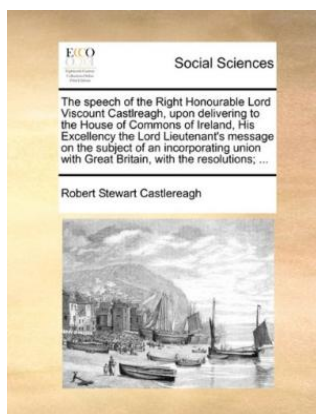 ECCO
Social Sciences
The speech of the Right Honourable Lord
Viscount Castlreagh, upon delivering to
the House of Commons of Ireland, His
Excellency the Lord Lieutenant's message
on the subject of an incorporating union
with Great Britain, with the resolutions; ...
Robert Stewart Castlereagh